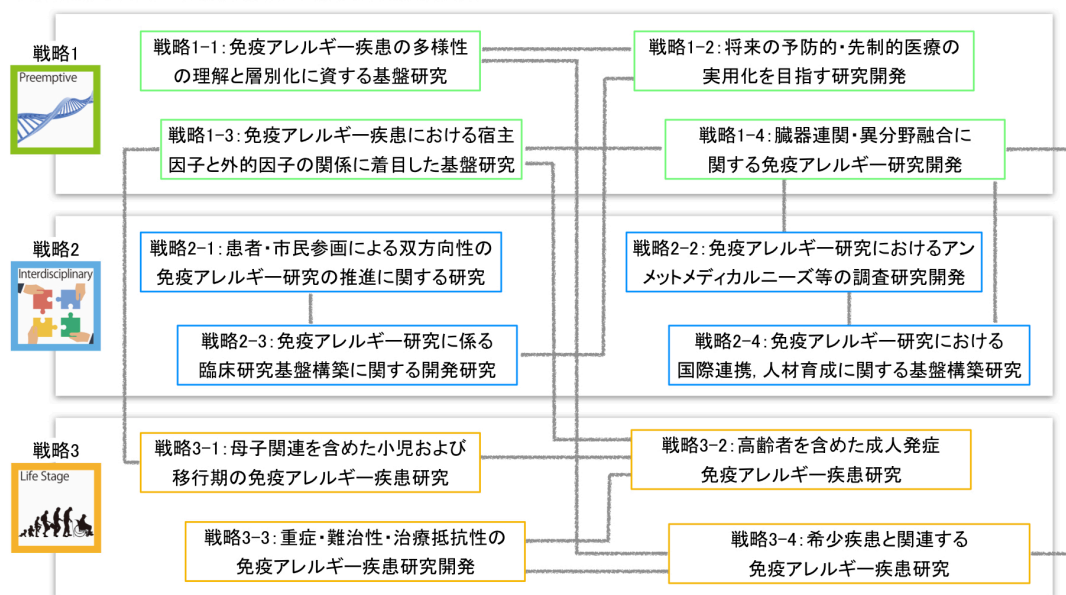 戦略1
Preemptive
戦略1-1：免疫アレルギー疾患の多様性
の理解と層別化に資する基盤研究
戦略1-2：将来の予防的・先制的医療の
実用化を目指す研究開発
戦略1-3：免疫アレルギー疾患における宿主
因子と外的因子の関係に着目した基盤研究
戦略1-4：臓器連関・異分野融合に
関する免疫アレルギー研究開発
戦略2
Interdisciplinary
戦略2-1：患者・市民参画による双方向性の
免疫アレルギー研究の推進に関する研究
戦略2-2：免疫アレルギー研究におけるアン
メットメディカルニーズ等の調査研究開発
戦略2-3：免疫アレルギー研究に係る
臨床研究基盤構築に関する開発研究
戦略2-4：免疫アレルギー研究における
国際連携，人材育成に関する基盤構築研究
戦略3
Life Stage
戦略3-1：母子関連を含めた小児および
移行期の免疫アレルギー疾患研究
戦略3-2：高齢者を含めた成人発症
免疫アレルギー疾患研究
戦略3-3：重症・難治性・治療抵抗性の
免疫アレルギー疾患研究開発
戦略3-4：希少疾患と関連する
免疫アレルギー疾患研究